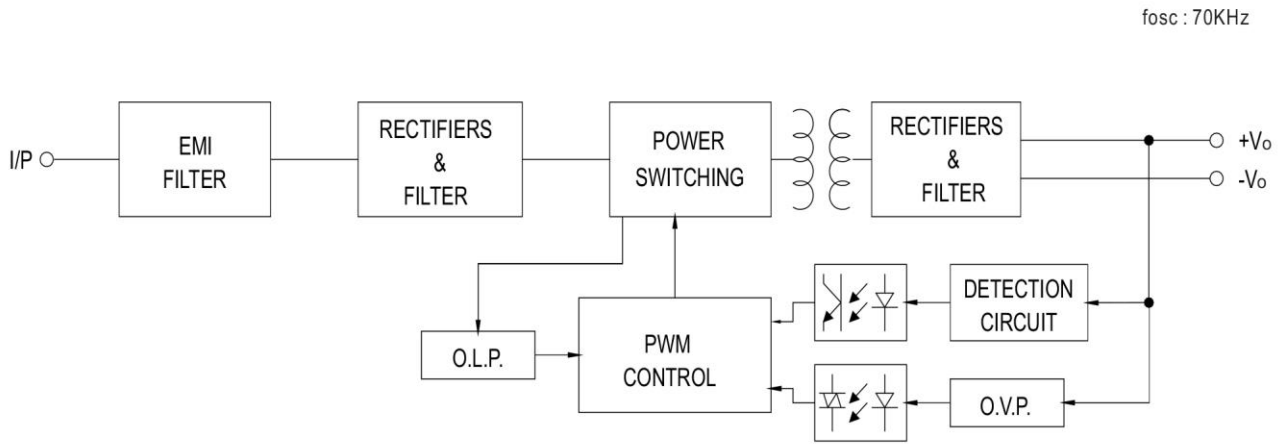 fosc : 70KHz
I/P
EMI
FILTER
RECTIFIERS
&
FILTER
POWER
SWITCHING
RECTIFIERS
&
FILTER
+Vo
-Vo
O.L.P.
PWM
CONTROL
DETECTION
CIRCUIT
O.V.P.